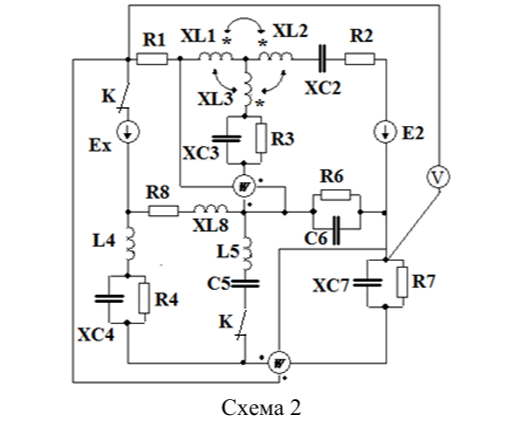 R1 XL1 * * XL2 R2
K XL3 * XC2
Ex XC3 R3 E2
W R6 V
R8 XL8 C6
L4 L5
XC4 R4 C5 XC7 R7
K
W
Схема 2